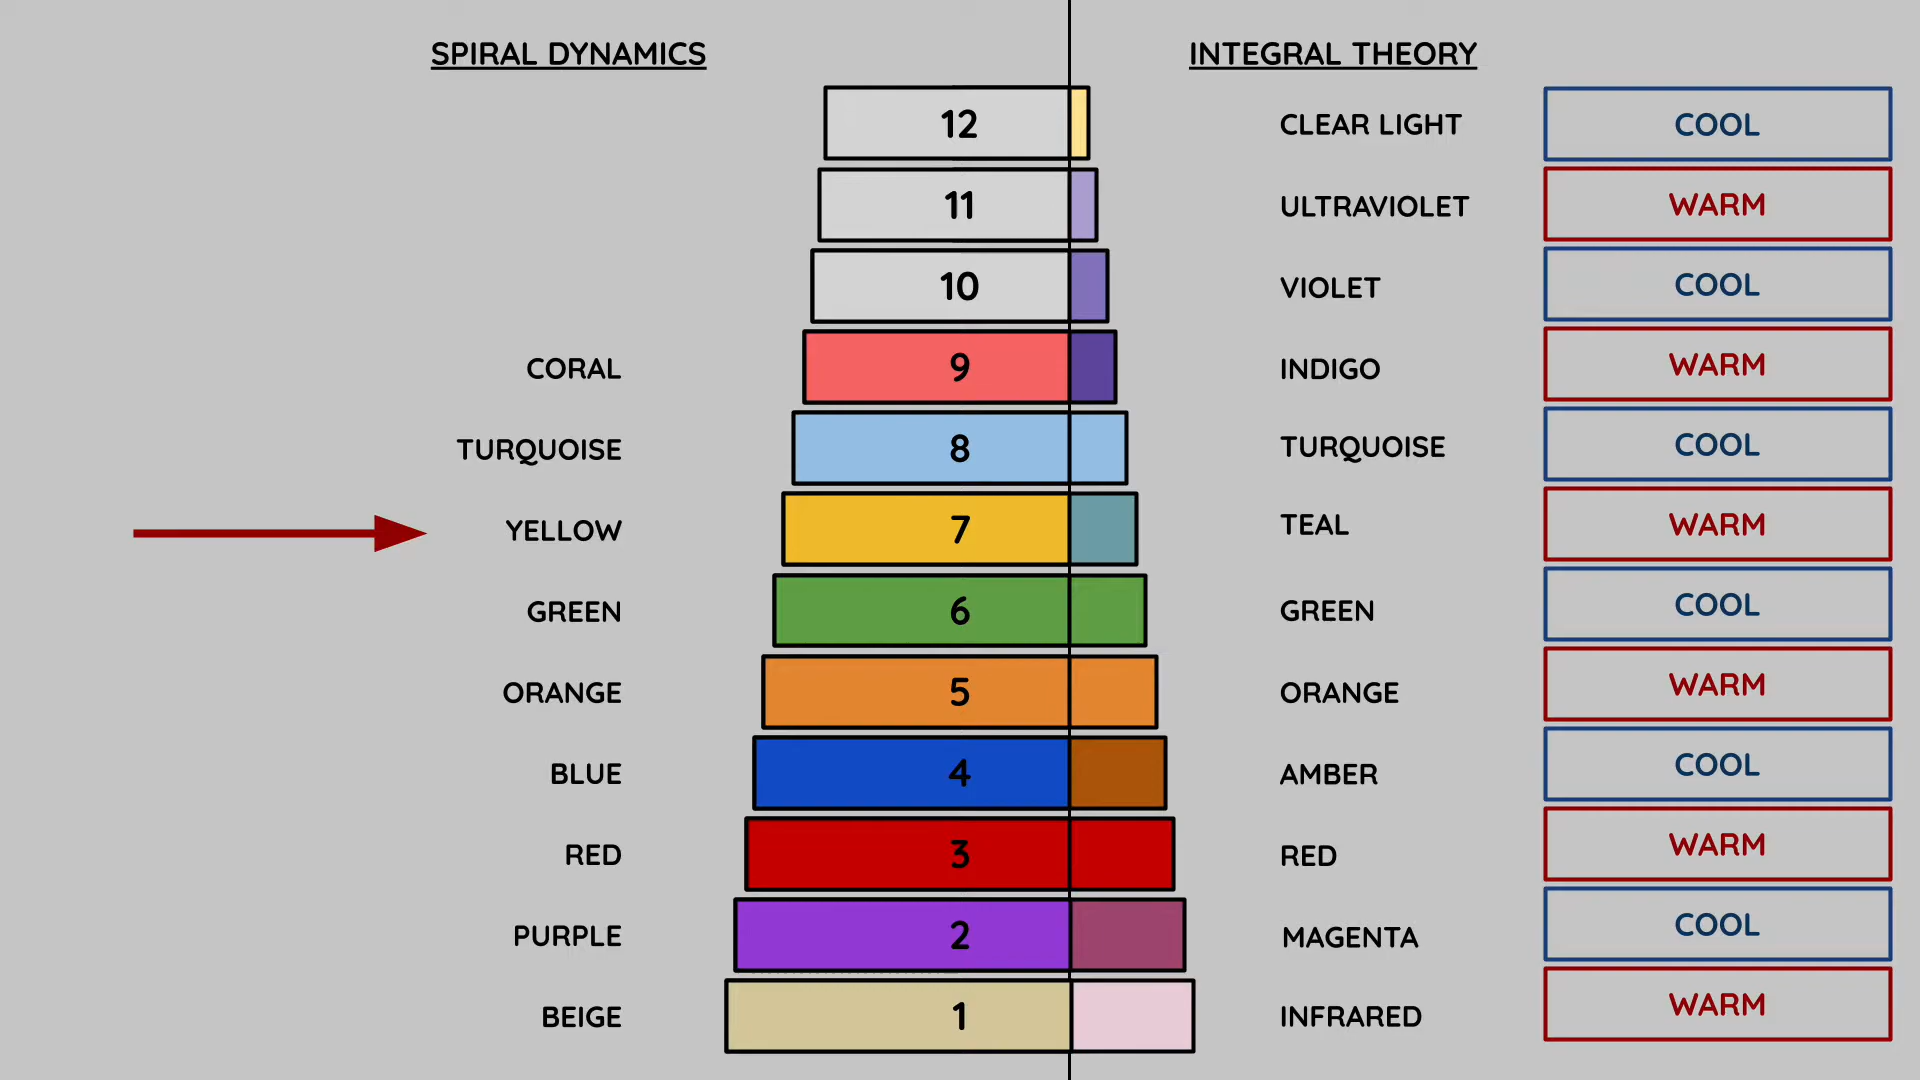 SPIRAL DYNAMICS INTEGRAL THEORY
12 CLEAR LIGHT COOL
11 ULTRAVIOLET WARM
10 VIOLET COOL
CORAL 9 INDIGO WARM
TURQUOISE 8 TURQUOISE COOL
YELLOW 7 TEAL WARM
GREEN 6 GREEN COOL
ORANGE 5 ORANGE WARM
BLUE 4 AMBER COOL
RED 3 RED WARM
PURPLE 2 MAGENTA COOL
BEIGE 1 INFRARED WARM